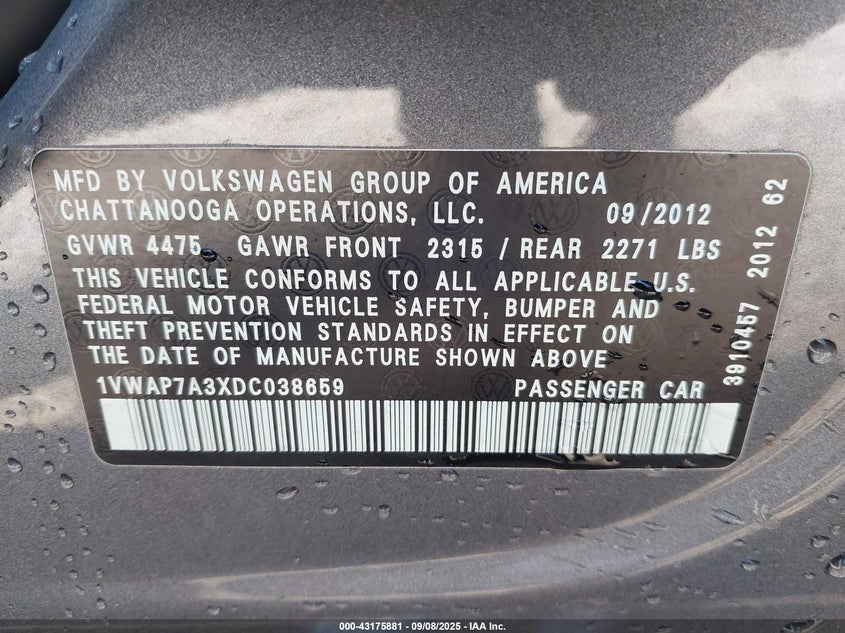 MFD BY VOLKSWAGEN GROUP OF AMERICA
CHATTANOOGA OPERATIONS, LLC. 09/2012
GVWR 4475 GAWR FRONT 2315 / REAR 2271 LBS
THIS VEHICLE CONFORMS TO ALL APPLICABLE U.S.
FEDERAL MOTOR VEHICLE SAFETY, BUMPER AND
THEFT PREVENTION STANDARDS IN EFFECT ON
THE DATE OF MANUFACTURE SHOWN ABOVE
1VWAP7A3XDC038659 PASSENGER CAR
3910457 2012 62
000-43175881 - 09/08/2025 - IAA Inc.